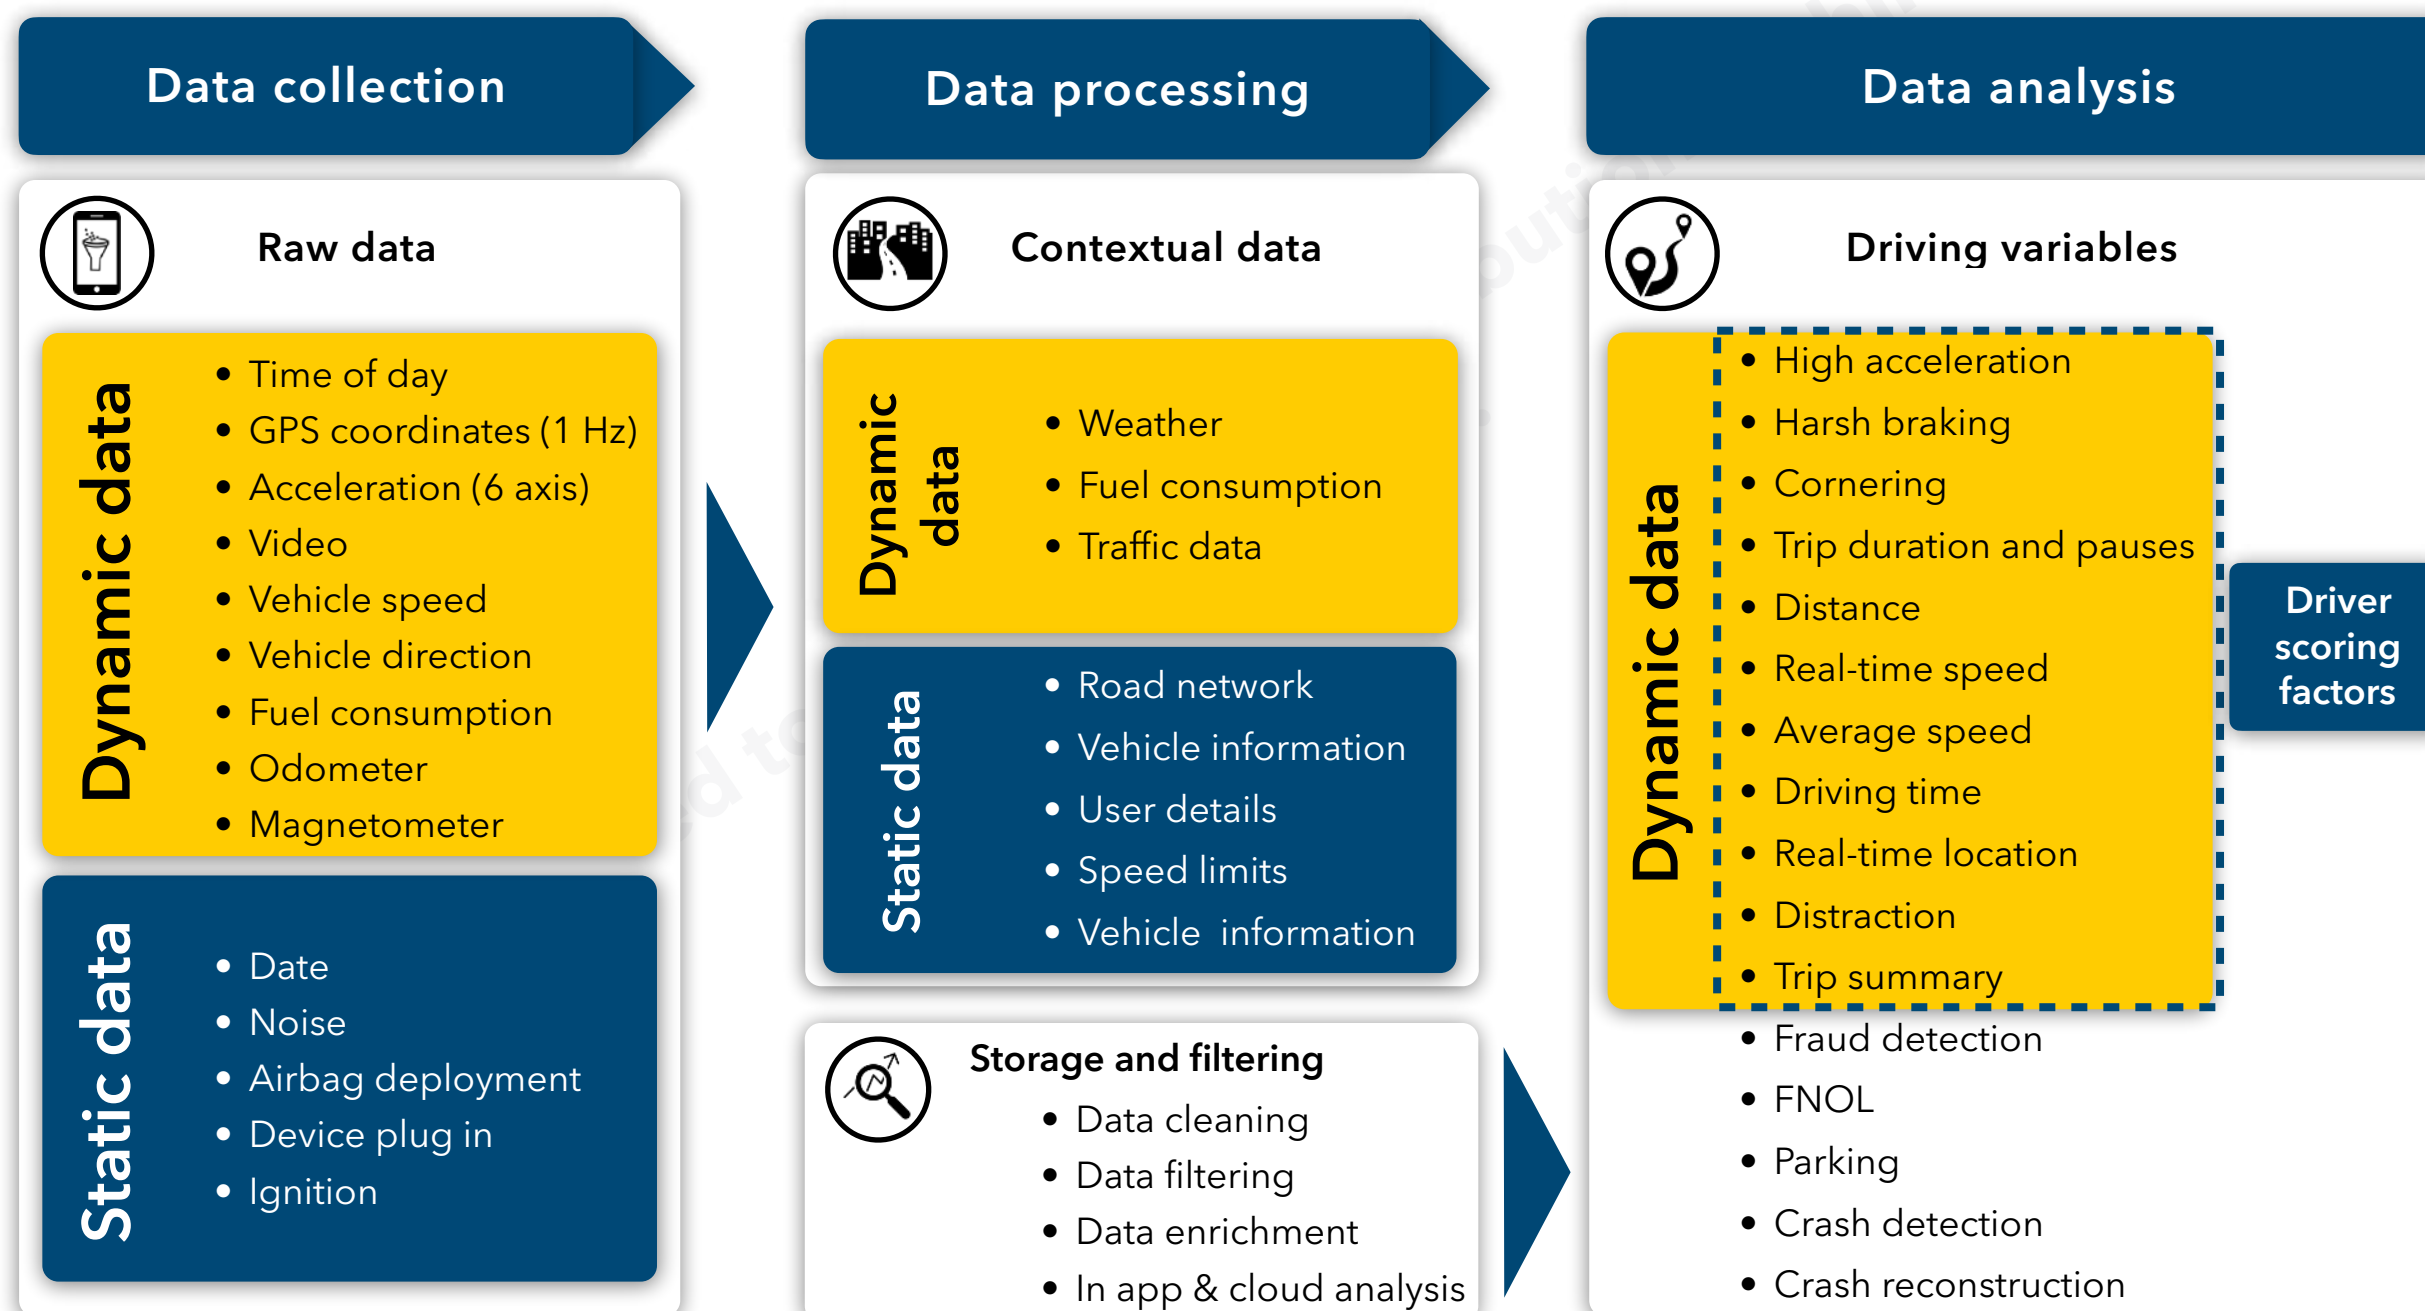 Data collection
Raw data
Dynamic data
• Time of day
• GPS coordinates (1 Hz)
• Acceleration (6 axis)
• Video
• Vehicle speed
• Vehicle direction
• Fuel consumption
• Odometer
• Magnetometer
Static data
• Date
• Noise
• Airbag deployment
• Device plug in
• Ignition
Data processing
Contextual data
Dynamic
data
• Weather
• Fuel consumption
• Traffic data
Static data
• Road network
• Vehicle information
• User details
• Speed limits
• Vehicle  information
Storage and filtering
• Data cleaning
• Data filtering
• Data enrichment
• In app & cloud analysis
Data analysis
Driving variables
Dynamic data
• High acceleration
• Harsh braking
• Cornering
• Trip duration and pauses
• Distance
• Real-time speed
• Average speed
• Driving time
• Real-time location
• Distraction
• Trip summary
• Fraud detection
• FNOL
• Parking
• Crash detection
• Crash reconstruction
Driver
scoring
factors